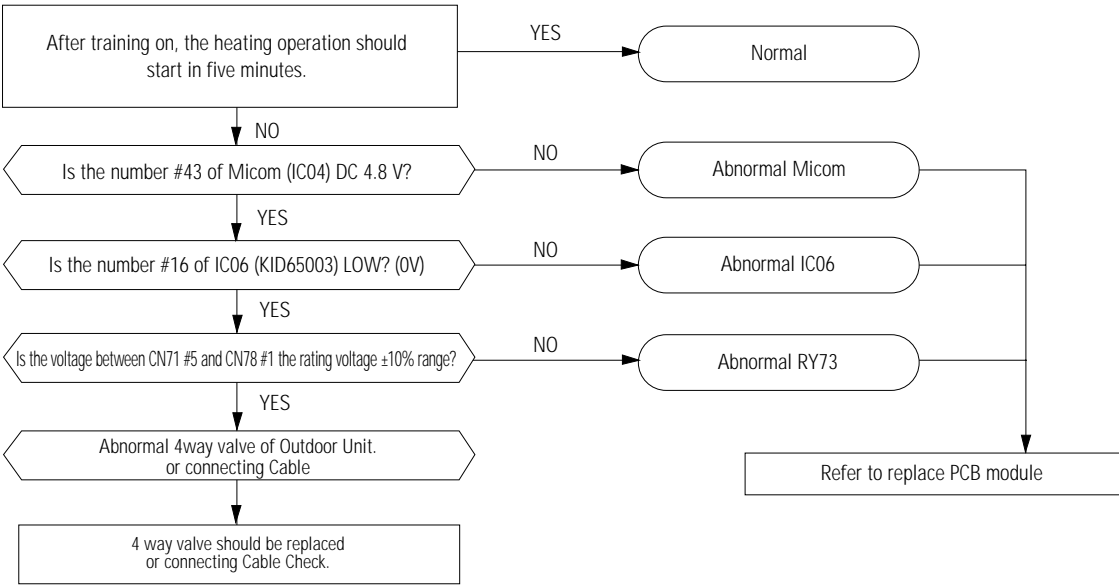 After training on, the heating operation should
start in five minutes.
YES
Normal
NO
Is the number #43 of Micom (IC04) DC 4.8 V?
NO
Abnormal Micom
YES
Is the number #16 of IC06 (KID65003) LOW? (0V)
NO
Abnormal IC06
YES
Is the voltage between CN71 #5 and CN78 #1 the rating voltage ±10% range?
NO
Abnormal RY73
YES
Abnormal 4way valve of Outdoor Unit.
or connecting Cable
Refer to replace PCB module
4 way valve should be replaced
or connecting Cable Check.